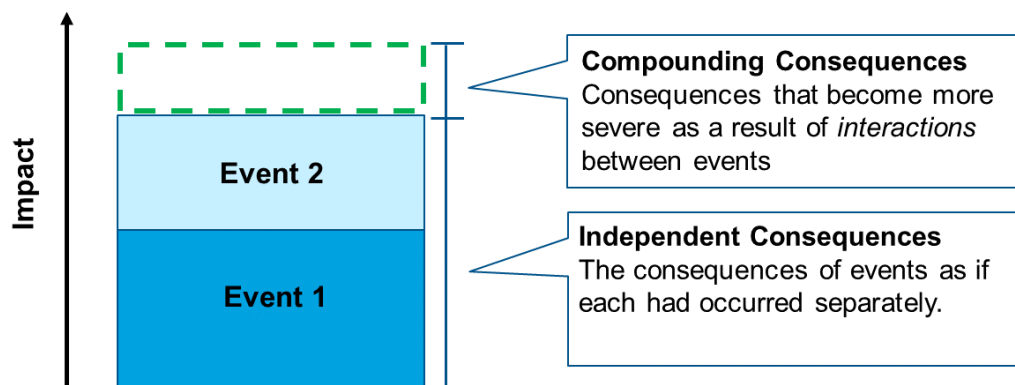 Impact
Event 2
Event 1
Compounding Consequences
Consequences that become more
severe as a result of interactions
between events
Independent Consequences
The consequences of events as if
each had occurred separately.